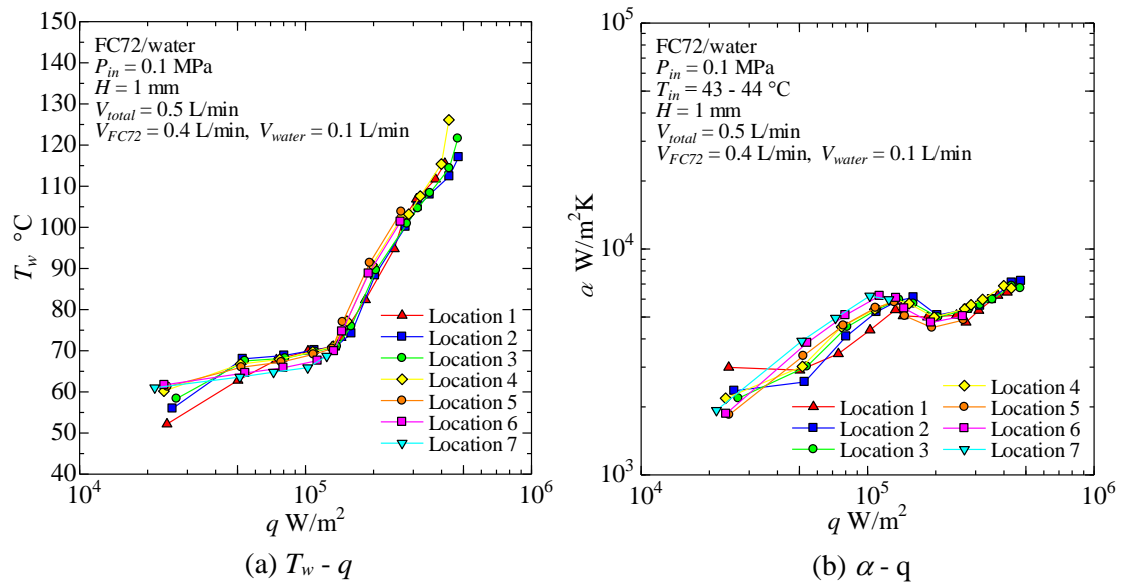 FC72/water
P_in = 0.1 MPa
H = 1 mm
V_total = 0.5 L/min
V_FC72 = 0.4 L/min, V_water = 0.1 L/min
150
140
130
120
110
100
90
80
70
60
50
40
T_w °C
10^4
10^5
10^6
q W/m^2
Location 1
Location 2
Location 3
Location 4
Location 5
Location 6
Location 7
(a) T_w - q
FC72/water
P_in = 0.1 MPa
T_in = 43 - 44 °C
H = 1 mm
V_total = 0.5 L/min
V_FC72 = 0.4 L/min, V_water = 0.1 L/min
10^5
10^4
10^3
α W/m^2K
10^4
10^5
10^6
q W/m^2
Location 1
Location 2
Location 3
Location 4
Location 5
Location 6
Location 7
(b) α - q